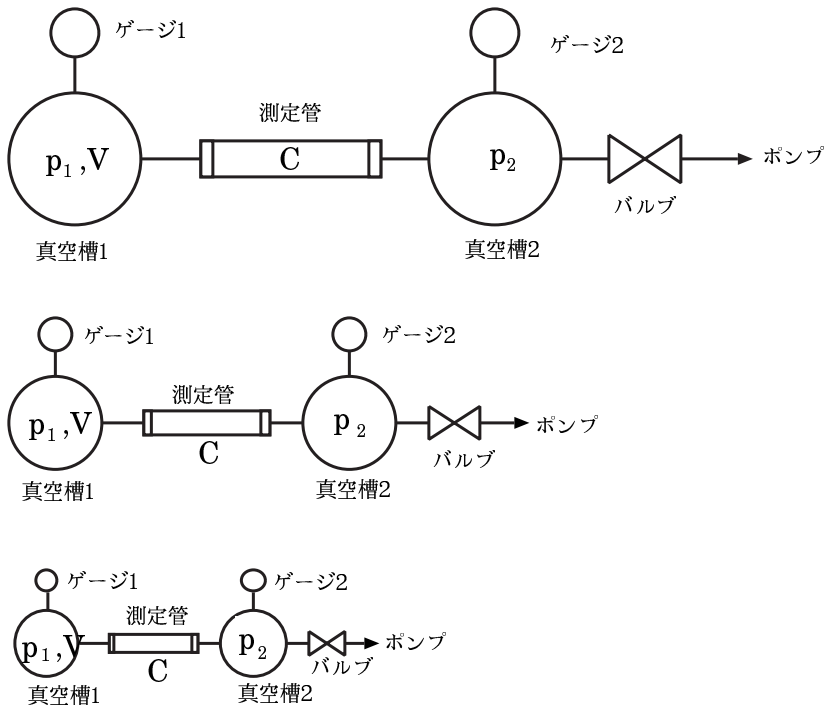 ゲージ1
ゲージ2
測定管
p₁ ,V
C
p₂
ポンプ
バルブ
真空槽1
真空槽2
ゲージ1
ゲージ2
測定管
p₁ ,V
p₂
ポンプ
C
バルブ
真空槽1
真空槽2
ゲージ1
ゲージ2
測定管
p₁ ,V
p₂
ポンプ
C
バルブ
真空槽1
真空槽2